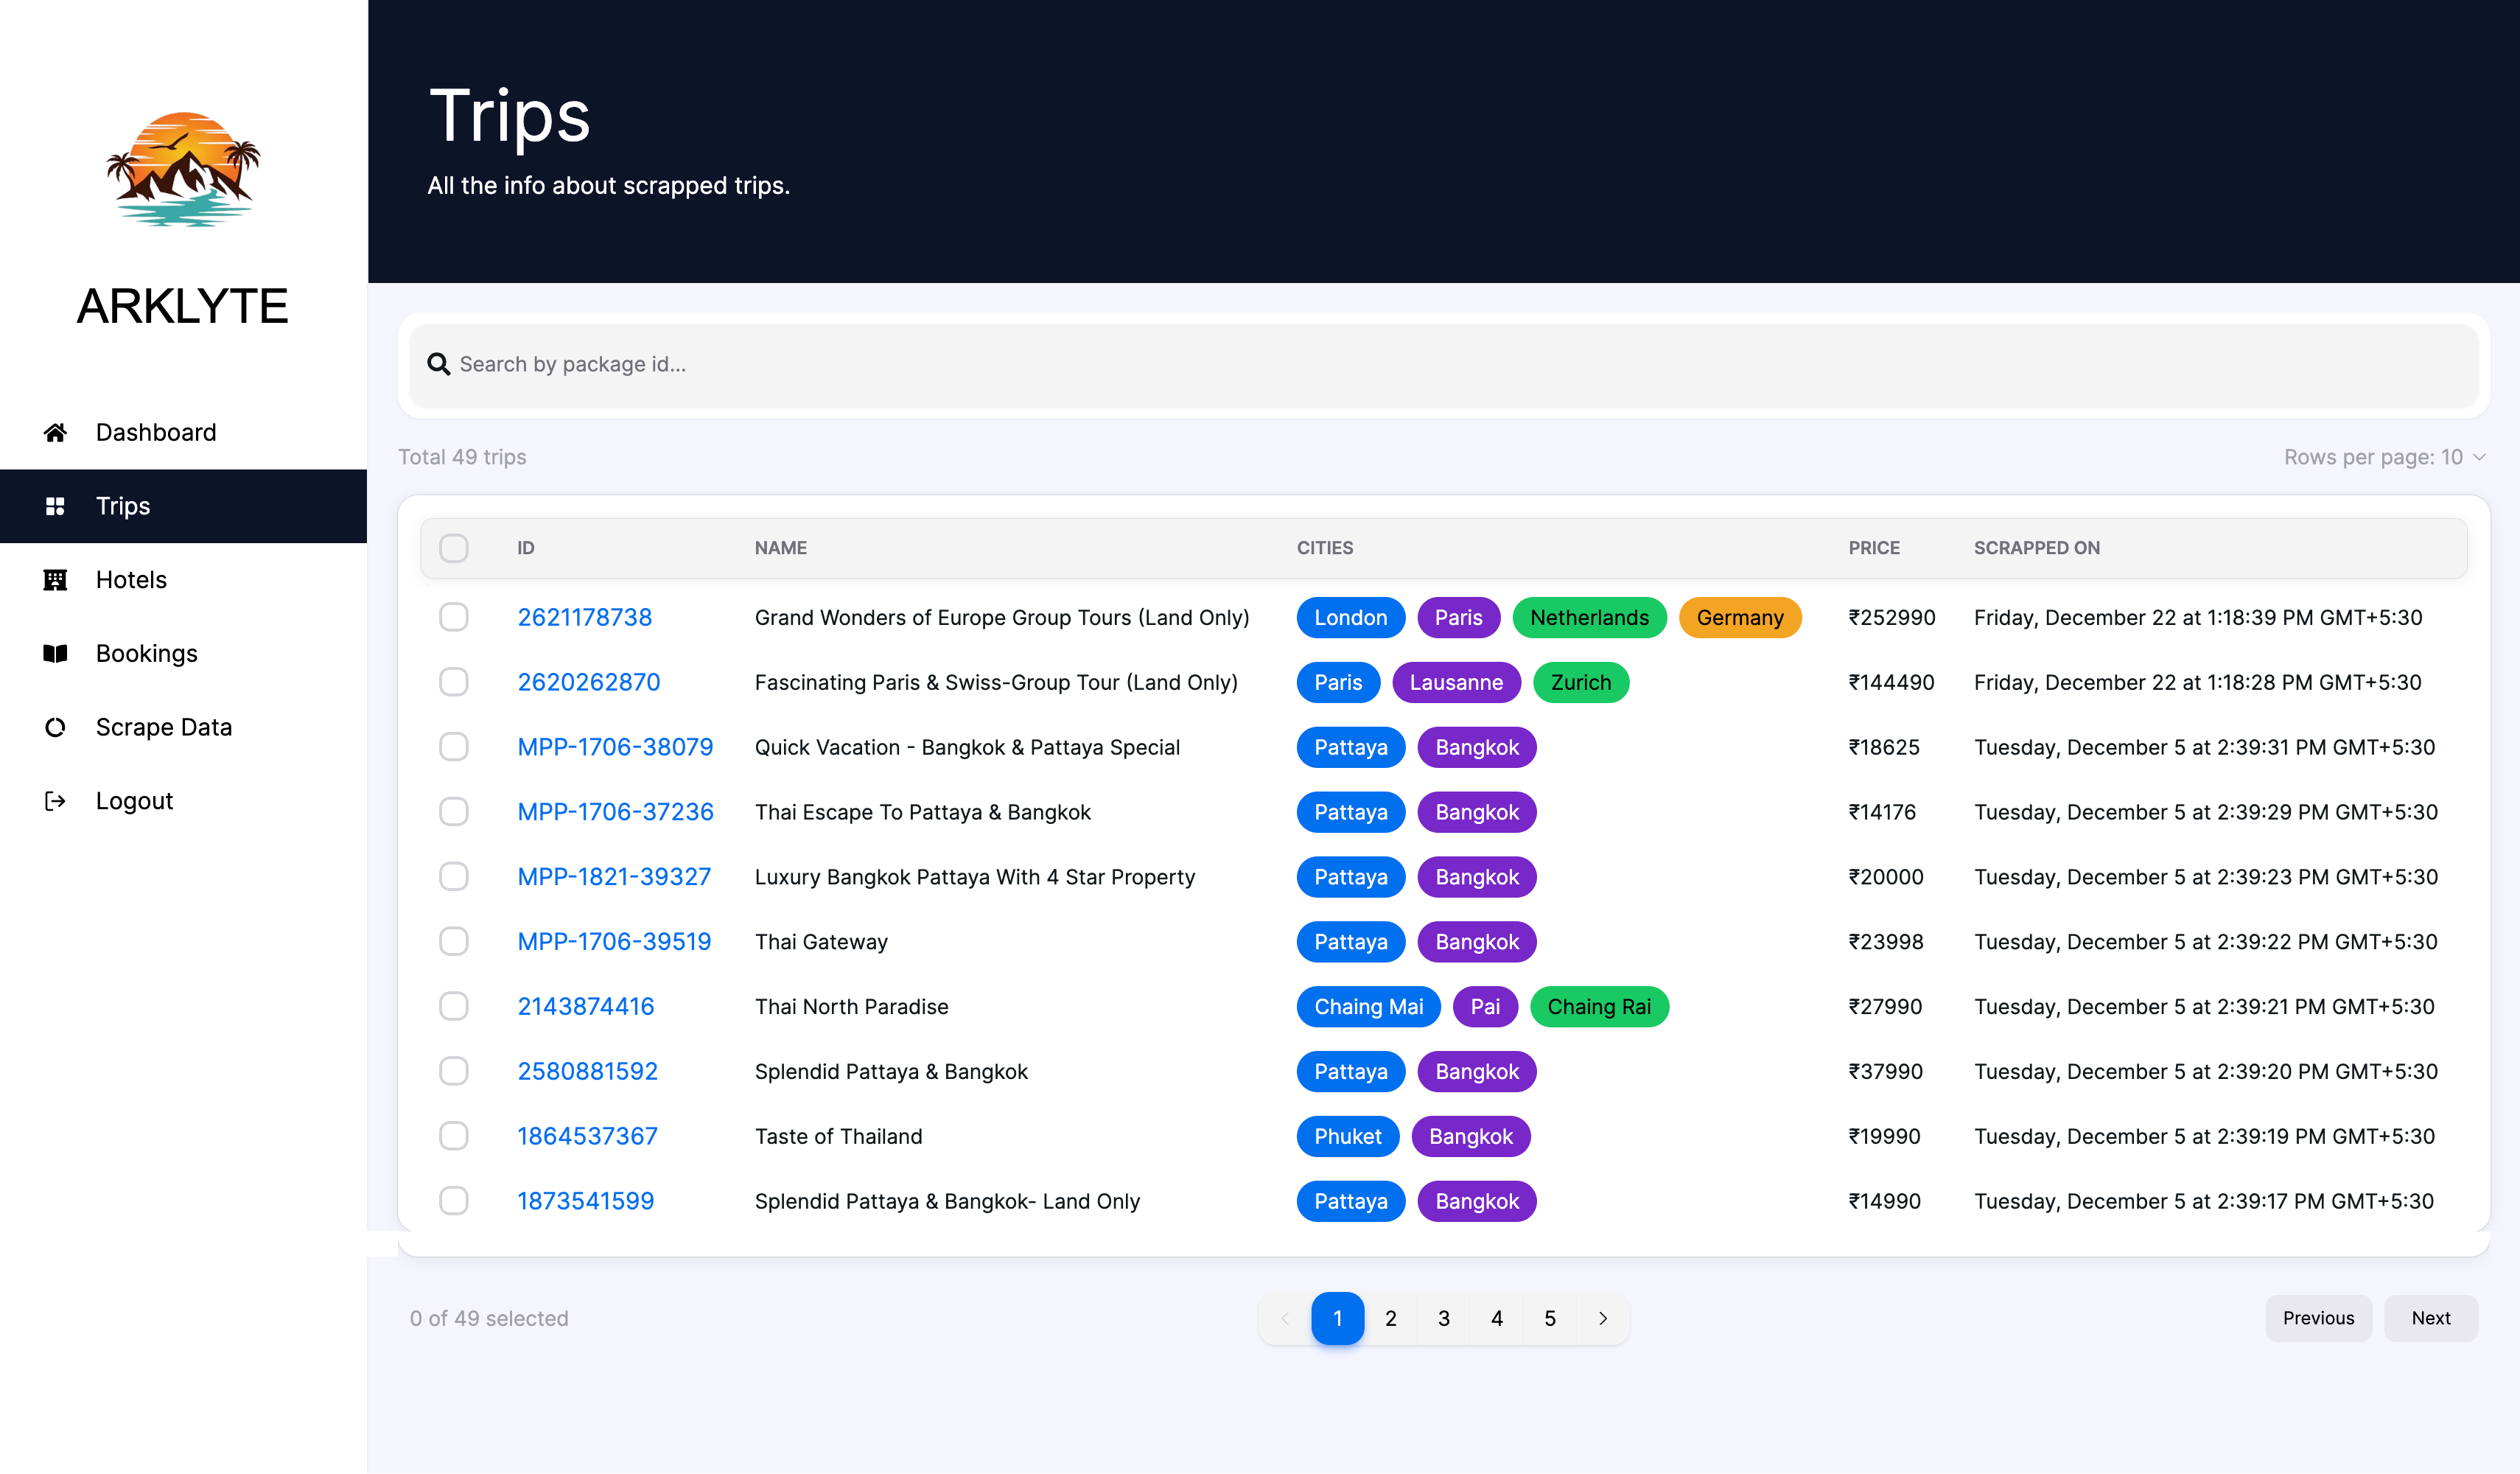 ARKLYTE
Dashboard
Trips
Hotels
Bookings
Scrape Data
Logout
Trips
All the info about scrapped trips.
Search by package id...
Total 49 trips Rows per page: 10
ID NAME CITIES PRICE SCRAPPED ON
2621178738 Grand Wonders of Europe Group Tours (Land Only) London Paris Netherlands Germany ₹252990 Friday, December 22 at 1:18:39 PM GMT+5:30
2620262870 Fascinating Paris & Swiss-Group Tour (Land Only) Paris Lausanne Zurich ₹144490 Friday, December 22 at 1:18:28 PM GMT+5:30
MPP-1706-38079 Quick Vacation - Bangkok & Pattaya Special Pattaya Bangkok ₹18625 Tuesday, December 5 at 2:39:31 PM GMT+5:30
MPP-1706-37236 Thai Escape To Pattaya & Bangkok Pattaya Bangkok ₹14176 Tuesday, December 5 at 2:39:29 PM GMT+5:30
MPP-1821-39327 Luxury Bangkok Pattaya With 4 Star Property Pattaya Bangkok ₹20000 Tuesday, December 5 at 2:39:23 PM GMT+5:30
MPP-1706-39519 Thai Gateway Pattaya Bangkok ₹23998 Tuesday, December 5 at 2:39:22 PM GMT+5:30
2143874416 Thai North Paradise Chaing Mai Pai Chaing Rai ₹27990 Tuesday, December 5 at 2:39:21 PM GMT+5:30
2580881592 Splendid Pattaya & Bangkok Pattaya Bangkok ₹37990 Tuesday, December 5 at 2:39:20 PM GMT+5:30
1864537367 Taste of Thailand Phuket Bangkok ₹19990 Tuesday, December 5 at 2:39:19 PM GMT+5:30
1873541599 Splendid Pattaya & Bangkok- Land Only Pattaya Bangkok ₹14990 Tuesday, December 5 at 2:39:17 PM GMT+5:30
0 of 49 selected 1 2 3 4 5 Previous Next